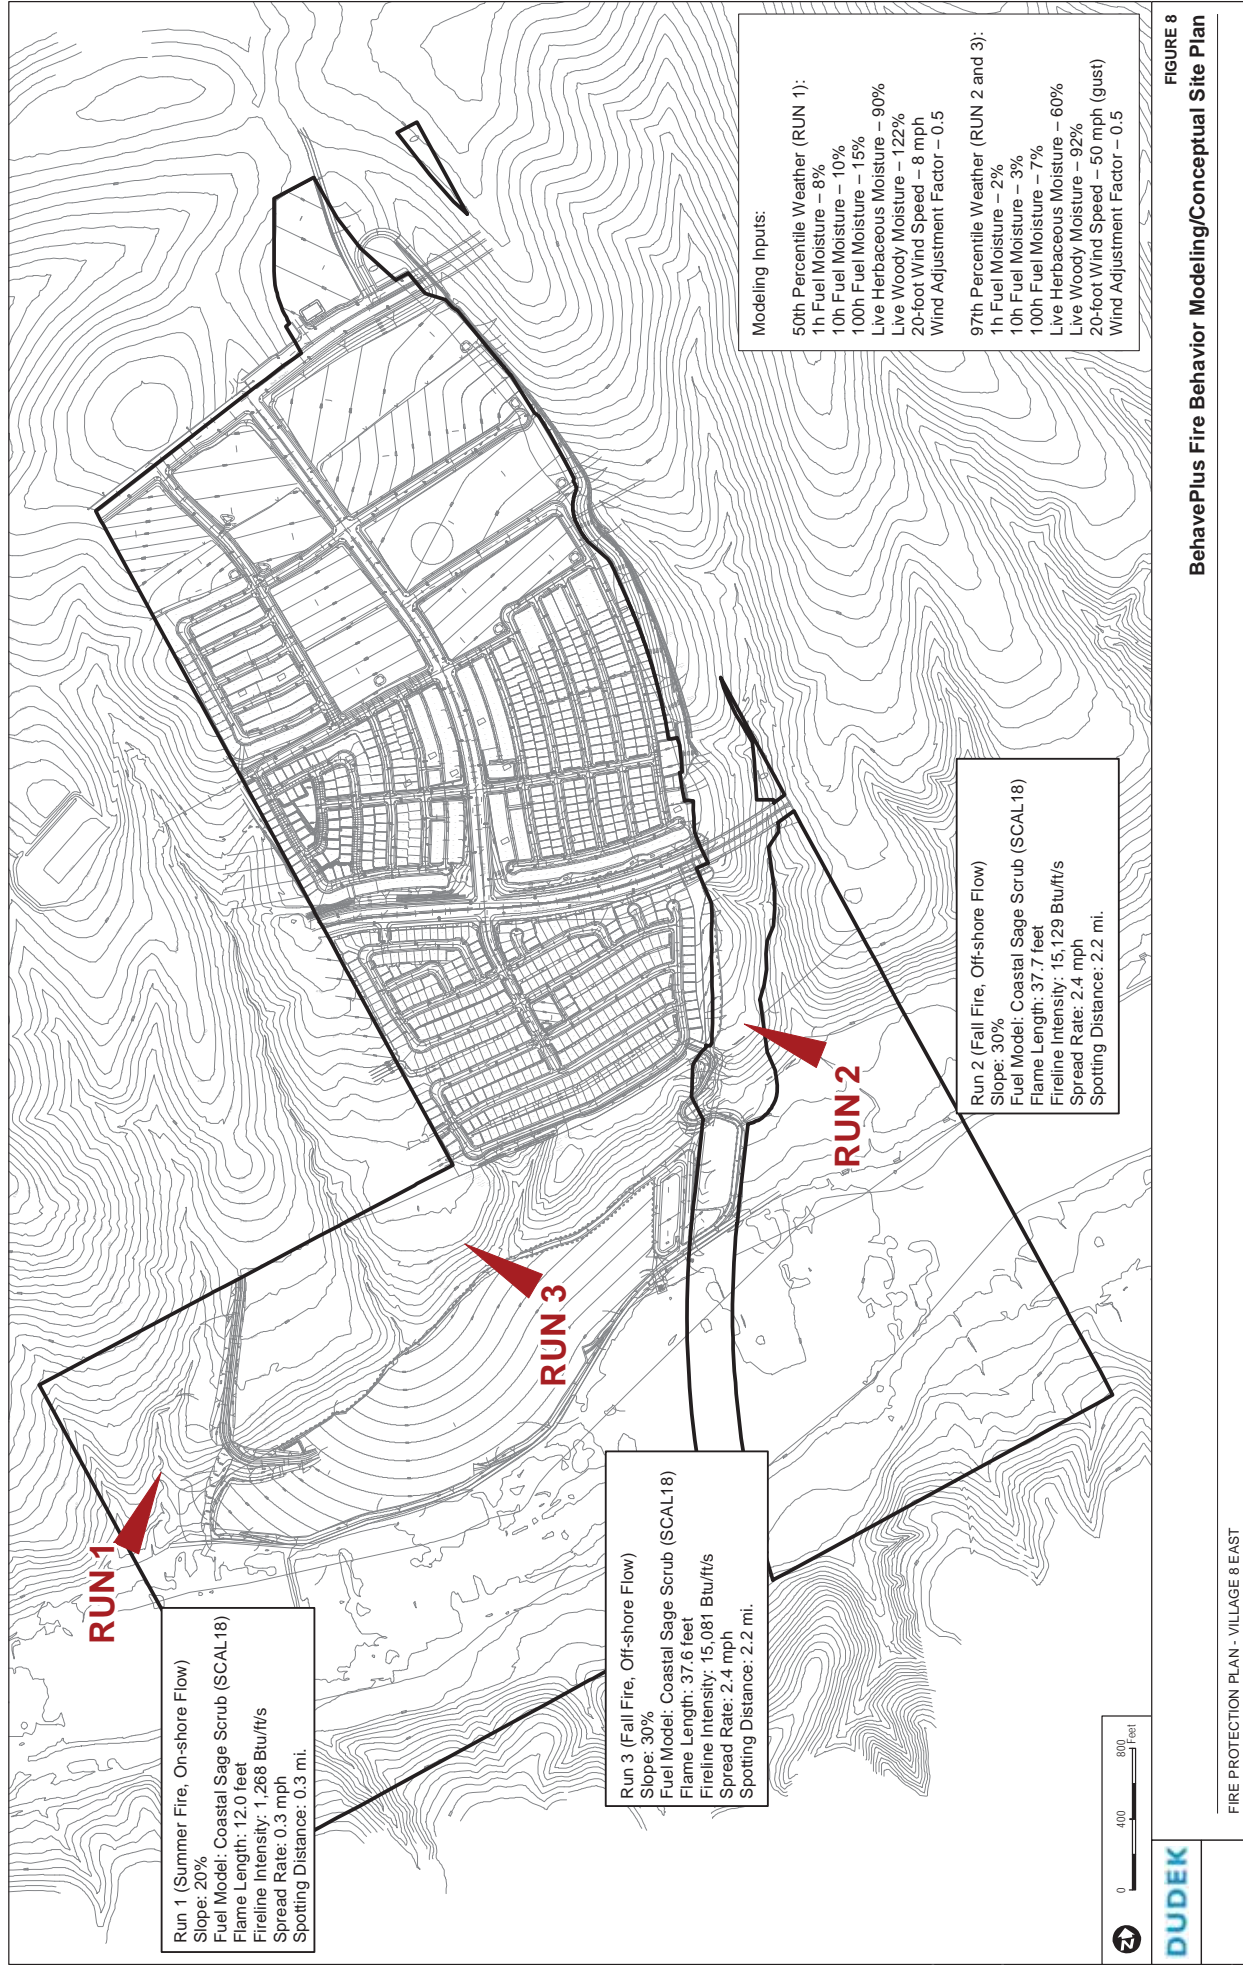 RUN 1
RUN 3
RUN 2
Run 1 (Summer Fire, On-shore Flow)
Slope: 20%
Fuel Model: Coastal Sage Scrub (SCAL18)
Flame Length: 12.0 feet
Fireline Intensity: 1,268 Btu/ft/s
Spread Rate: 0.3 mph
Spotting Distance: 0.3 mi.
Run 3 (Fall Fire, Off-shore Flow)
Slope: 30%
Fuel Model: Coastal Sage Scrub (SCAL18)
Flame Length: 37.6 feet
Fireline Intensity: 15,081 Btu/ft/s
Spread Rate: 2.4 mph
Spotting Distance: 2.2 mi.
Run 2 (Fall Fire, Off-shore Flow)
Slope: 30%
Fuel Model: Coastal Sage Scrub (SCAL18)
Flame Length: 37.7 feet
Fireline Intensity: 15,129 Btu/ft/s
Spread Rate: 2.4 mph
Spotting Distance: 2.2 mi.
Modeling Inputs:
50th Percentile Weather (RUN 1):
1h Fuel Moisture – 8%
10h Fuel Moisture – 10%
100h Fuel Moisture – 15%
Live Herbaceous Moisture – 90%
Live Woody Moisture – 122%
20-foot Wind Speed – 8 mph
Wind Adjustment Factor – 0.5
97th Percentile Weather (RUN 2 and 3):
1h Fuel Moisture – 2%
10h Fuel Moisture – 3%
100h Fuel Moisture – 7%
Live Herbaceous Moisture – 60%
Live Woody Moisture – 92%
20-foot Wind Speed – 50 mph (gust)
Wind Adjustment Factor – 0.5
Z
0 400 800
Feet
DUDEK
FIGURE 8
BehavePlus Fire Behavior Modeling/Conceptual Site Plan
FIRE PROTECTION PLAN - VILLAGE 8 EAST